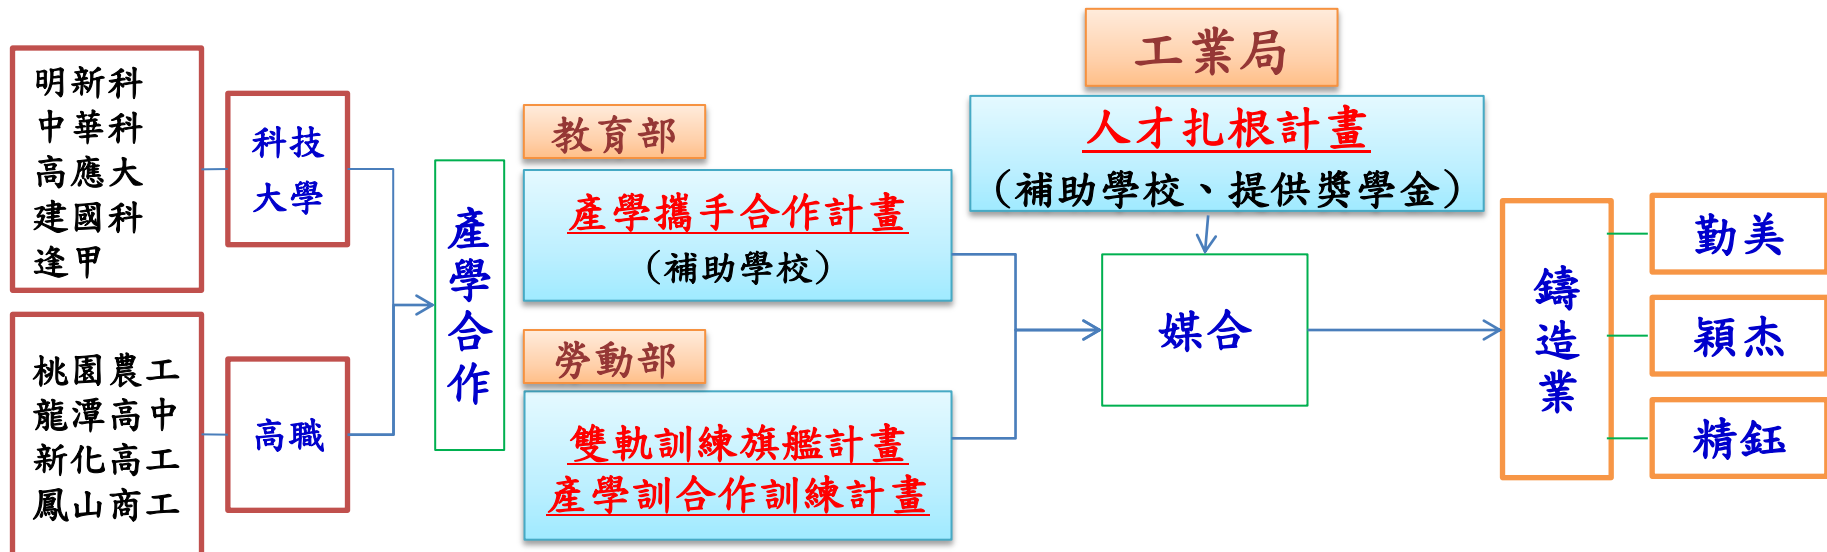 明新科
中華科
高應大
建國科
逢甲
科技
大學
桃園農工
龍潭高中
新化高工
鳳山商工
高職
產
學
合
作
教育部
產學攜手合作計畫
(補助學校)
勞動部
雙軌訓練旗艦計畫
產學訓合作訓練計畫
工業局
人才扎根計畫
(補助學校、提供獎學金)
媒合
鑄
造
業
勤美
穎杰
精鈺